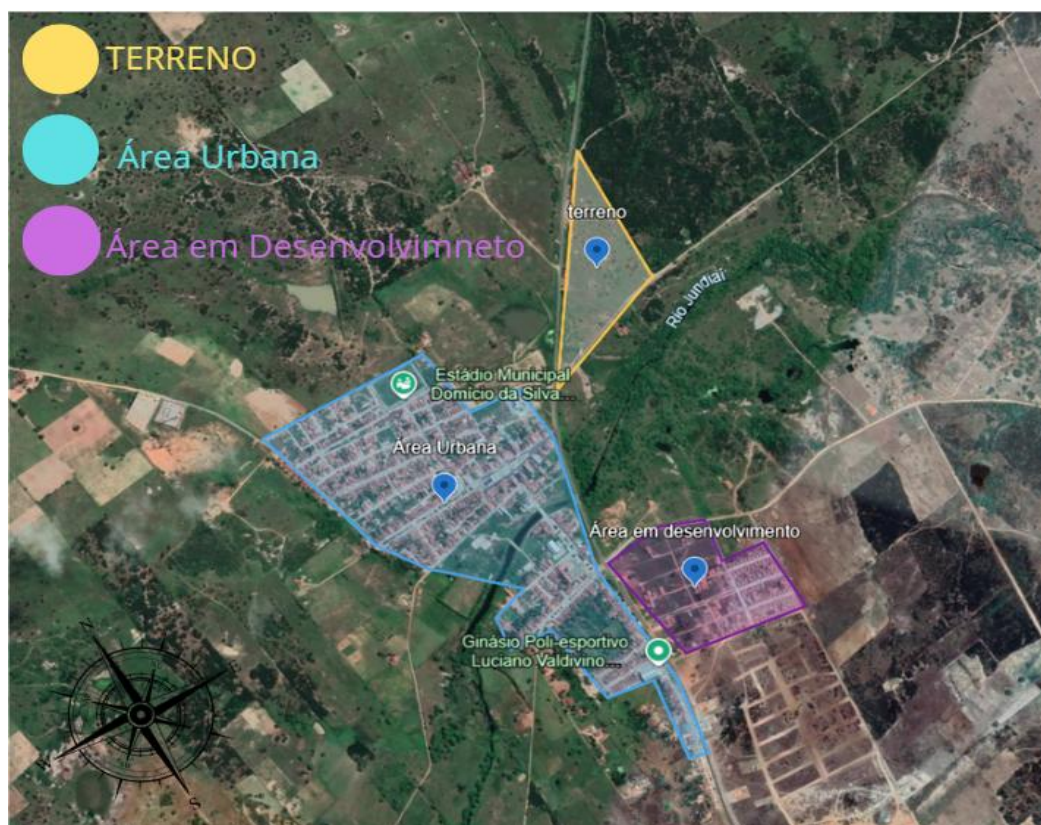 TERRENO
Área Urbana
Área em Desenvolvimneto
terreno
Rio Jundiaí
Estádio Municipal
Domício da Silva...
Área Urbana
Área em desenvolvimento
Ginásio Poli-esportivo
Luciano Valdivino...
N
E
W
S